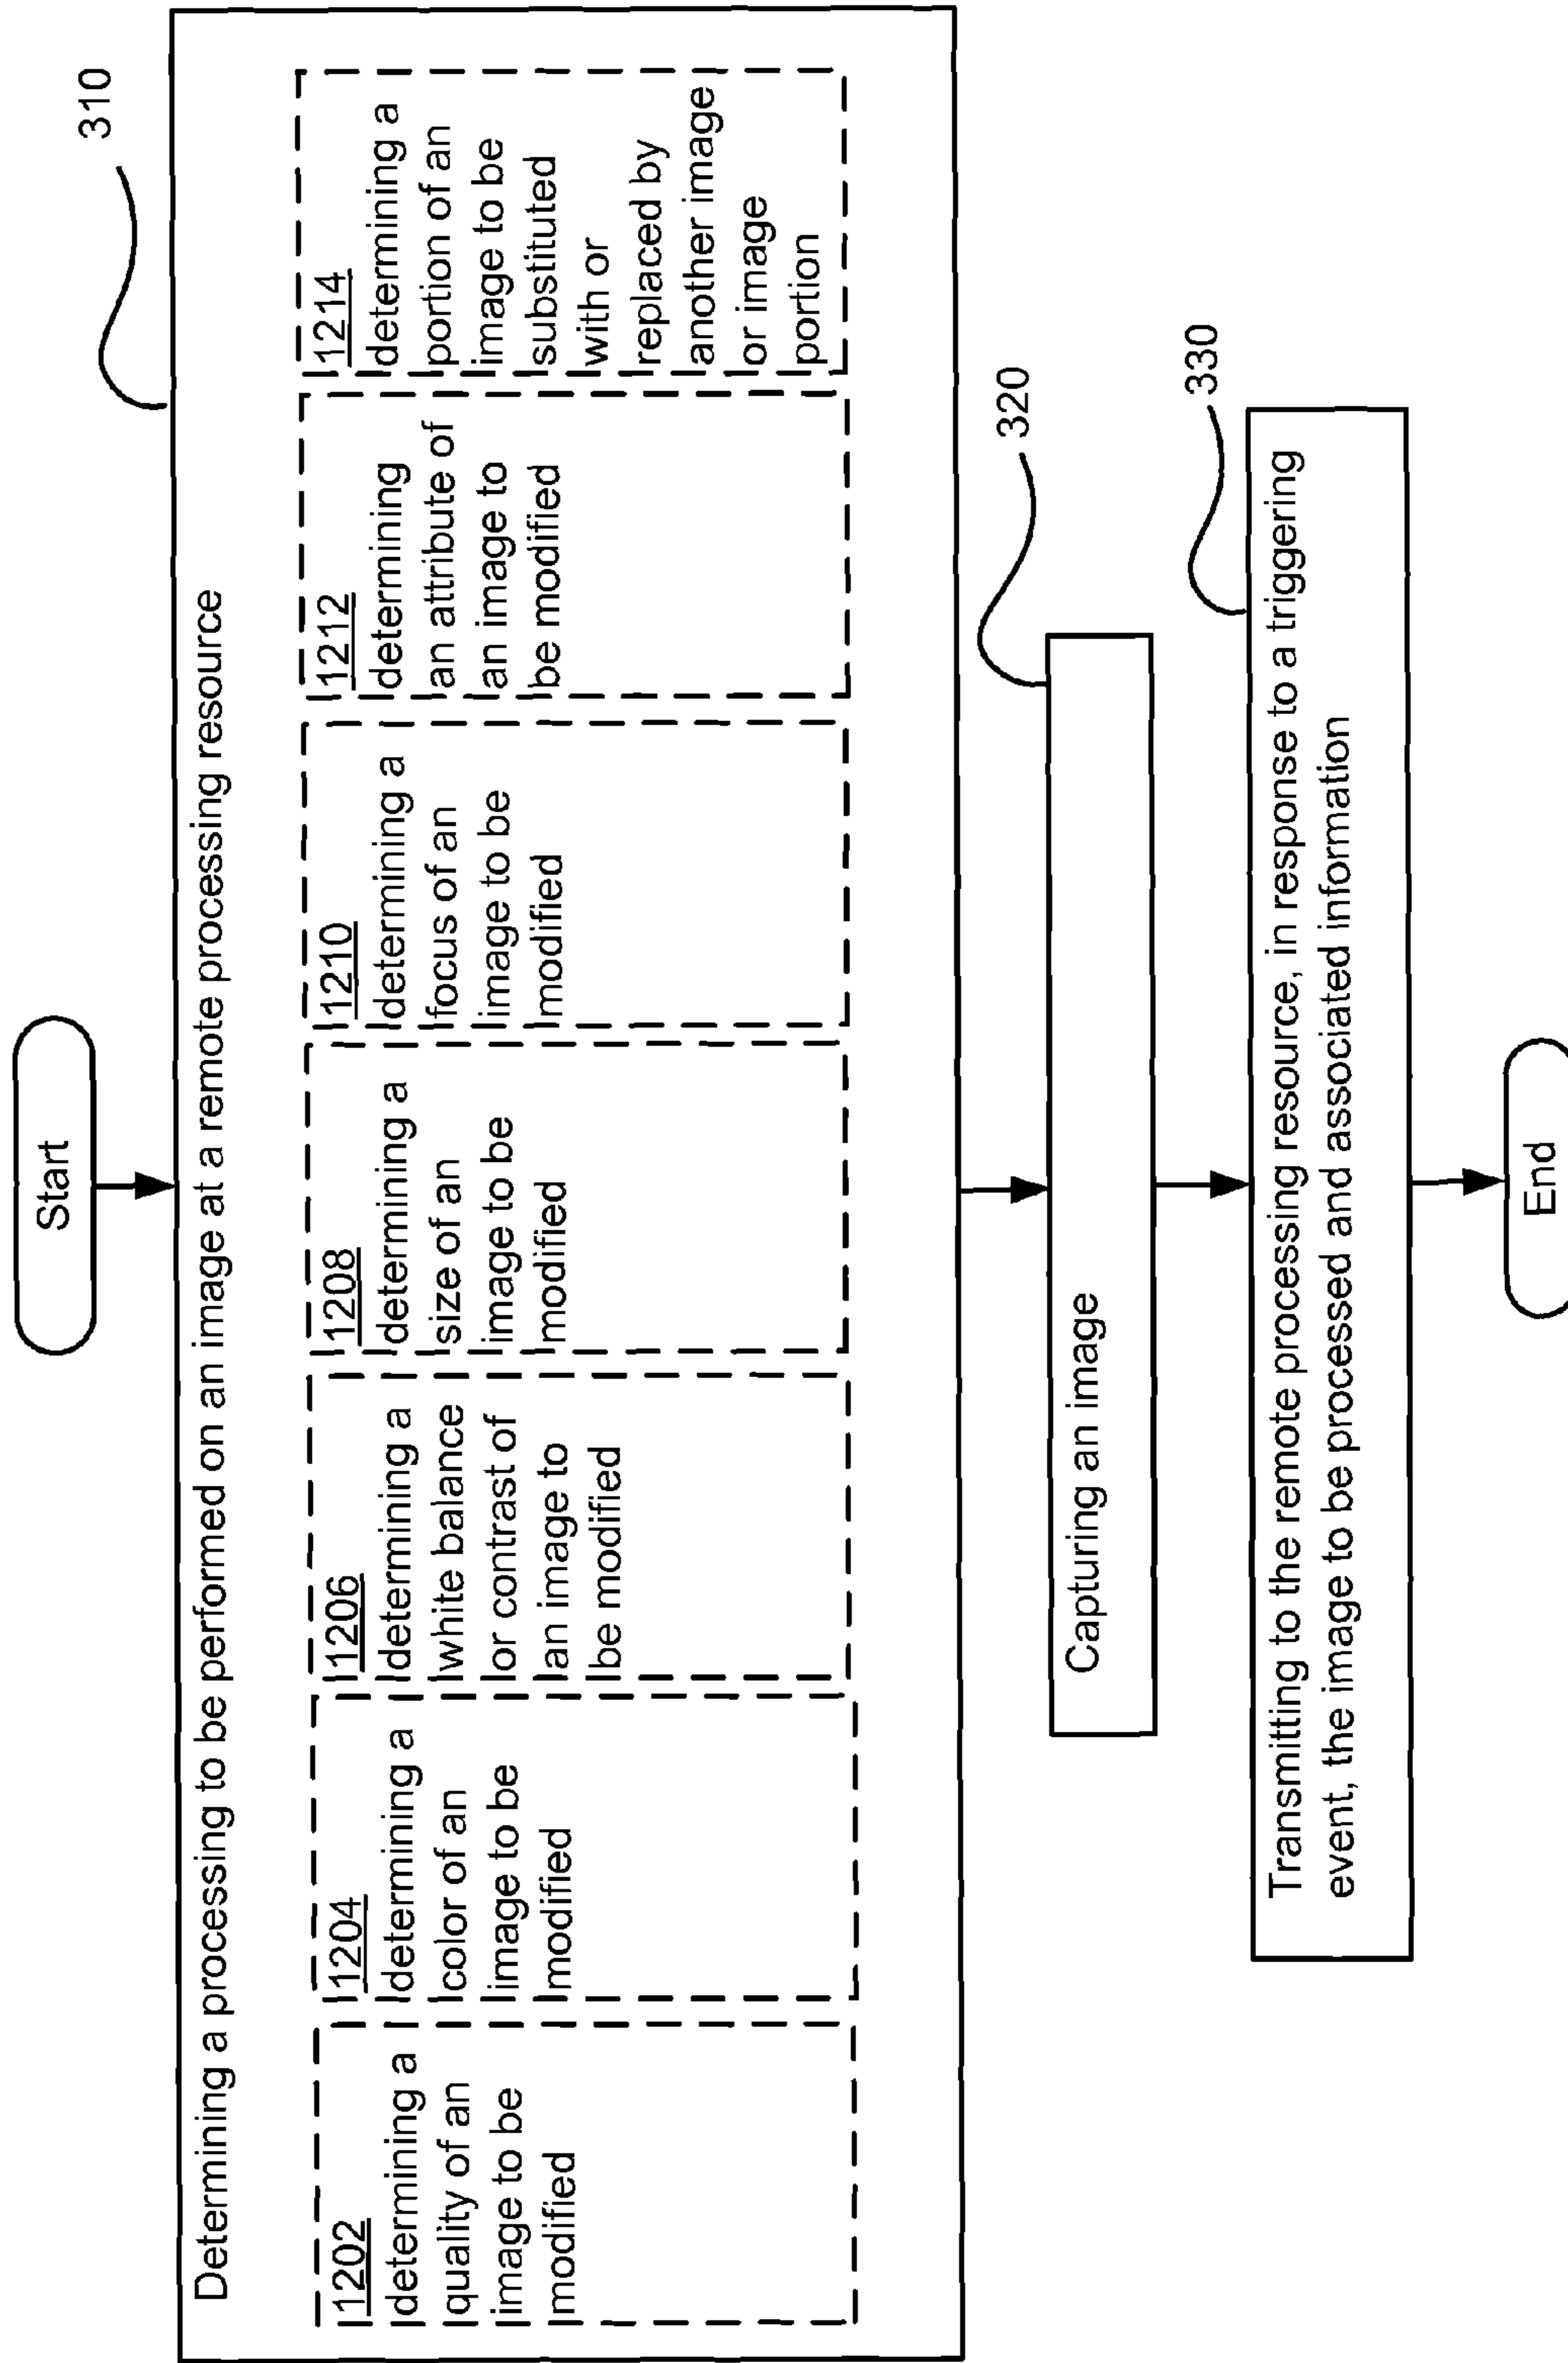 Start
310
Determining a processing to be performed on an image at a remote processing resource
1202
determining a
quality of an
image to be
modified
1204
determining a
color of an
image to be
modified
1206
determining a
white balance
or contrast of
an image to
be modified
1208
determining a
size of an
image to be
modified
1210
determining a
focus of an
image to be
modified
1212
determining
an attribute of
an image to
be modified
1214
determining a
portion of an
image to be
substituted
with or
replaced by
another image
or image
portion
320
Capturing an image
330
Transmitting to the remote processing resource, in response to a triggering
event, the image to be processed and associated information
End